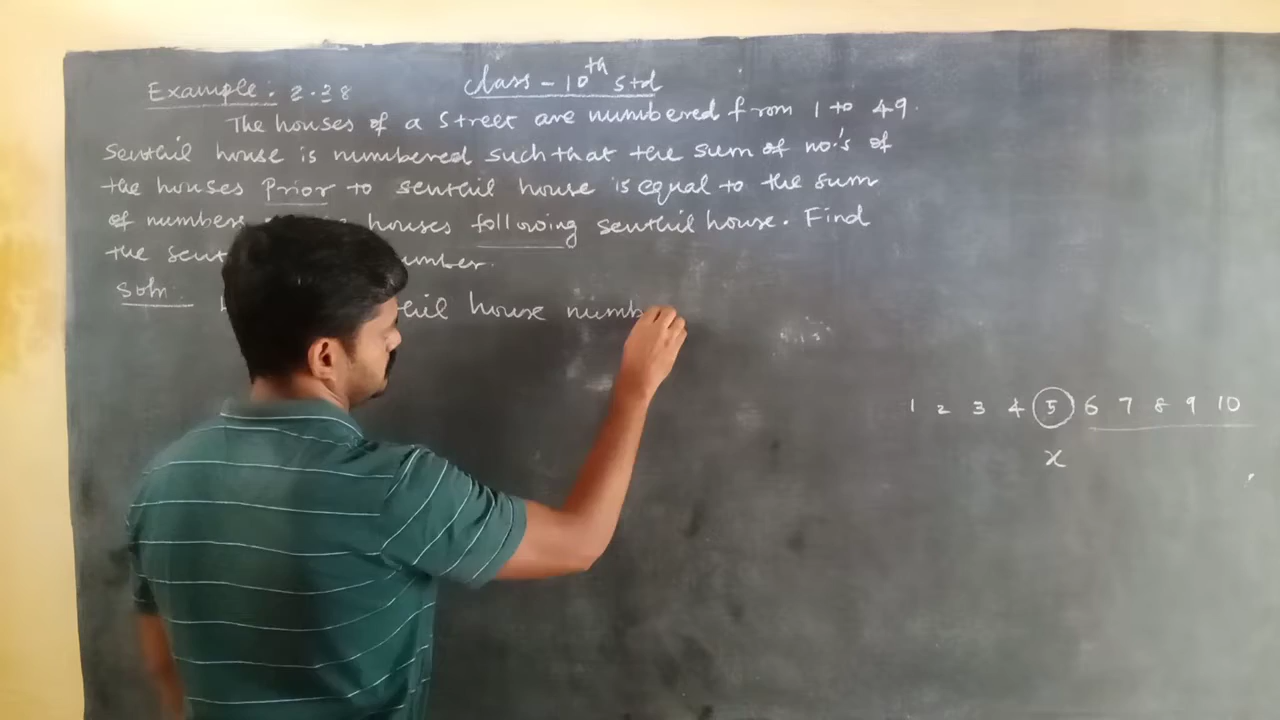 Example: 2.38
Class - 10th Std
The houses of a street are numbered from 1 to 49.
Senthil house is numbered such that the sum of no.'s of
the houses Prior to senthil house is equal to the sum
of numbers houses following senthil house. Find
the sent umber.
Soln hil house numb
1 2 3 4 5 6 7 8 9 10
x